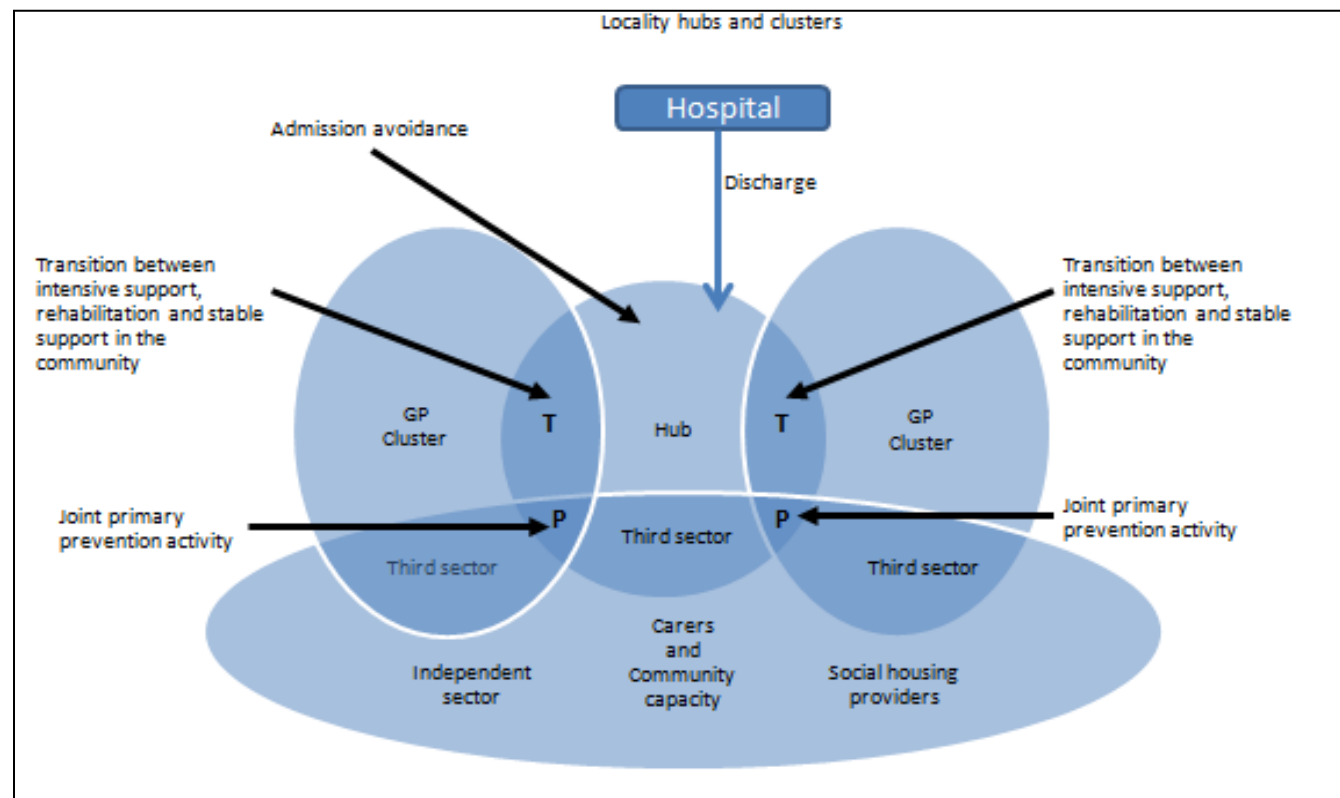 Locality hubs and clusters
Hospital
Admission avoidance
Discharge
Transition between
intensive support,
rehabilitation and stable
support in the
community
Transition between
intensive support,
rehabilitation and stable
support in the
community
GP
Cluster
T
Hub
T
GP
Cluster
Joint primary
prevention activity
P
Third sector
P
Joint primary
prevention activity
Third sector
Third sector
Independent
sector
Carers
and
Community
capacity
Social housing
providers